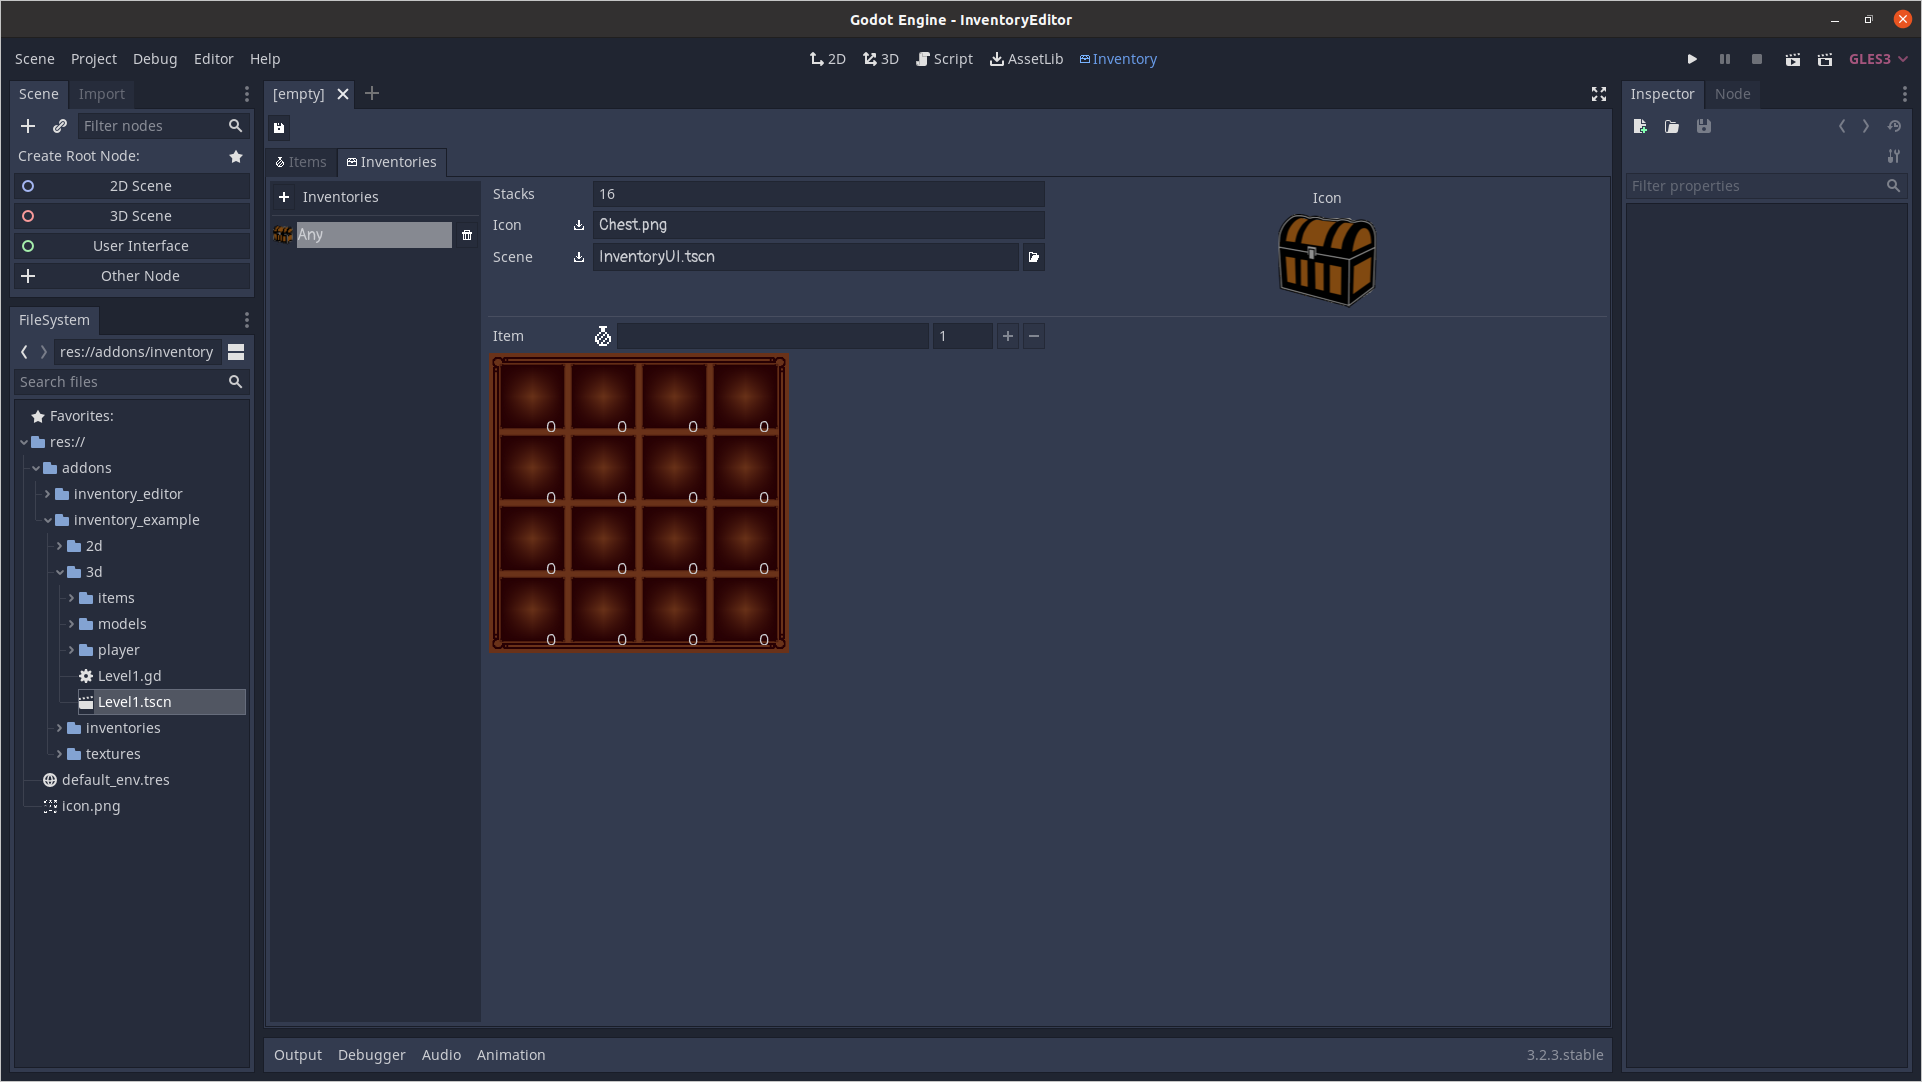 Godot Engine - InventoryEditor
Scene Project Debug Editor Help
2D 3D Script AssetLib Inventory
GLES3
Scene Import
Filter nodes
Create Root Node:
2D Scene
3D Scene
User Interface
Other Node
FileSystem
res://addons/inventory
Search files
Favorites:
res://
addons
inventory_editor
inventory_example
2d
3d
items
models
player
Level1.gd
Level1.tscn
inventories
textures
default_env.tres
icon.png
[empty]
Items Inventories
Inventories
Any
Stacks 16
Icon Chest.png
Scene InventoryUI.tscn
Icon
Item 1
0 0 0 0
0 0 0 0
0 0 0 0
0 0 0 0
Output Debugger Audio Animation
3.2.3.stable
Inspector Node
Filter properties